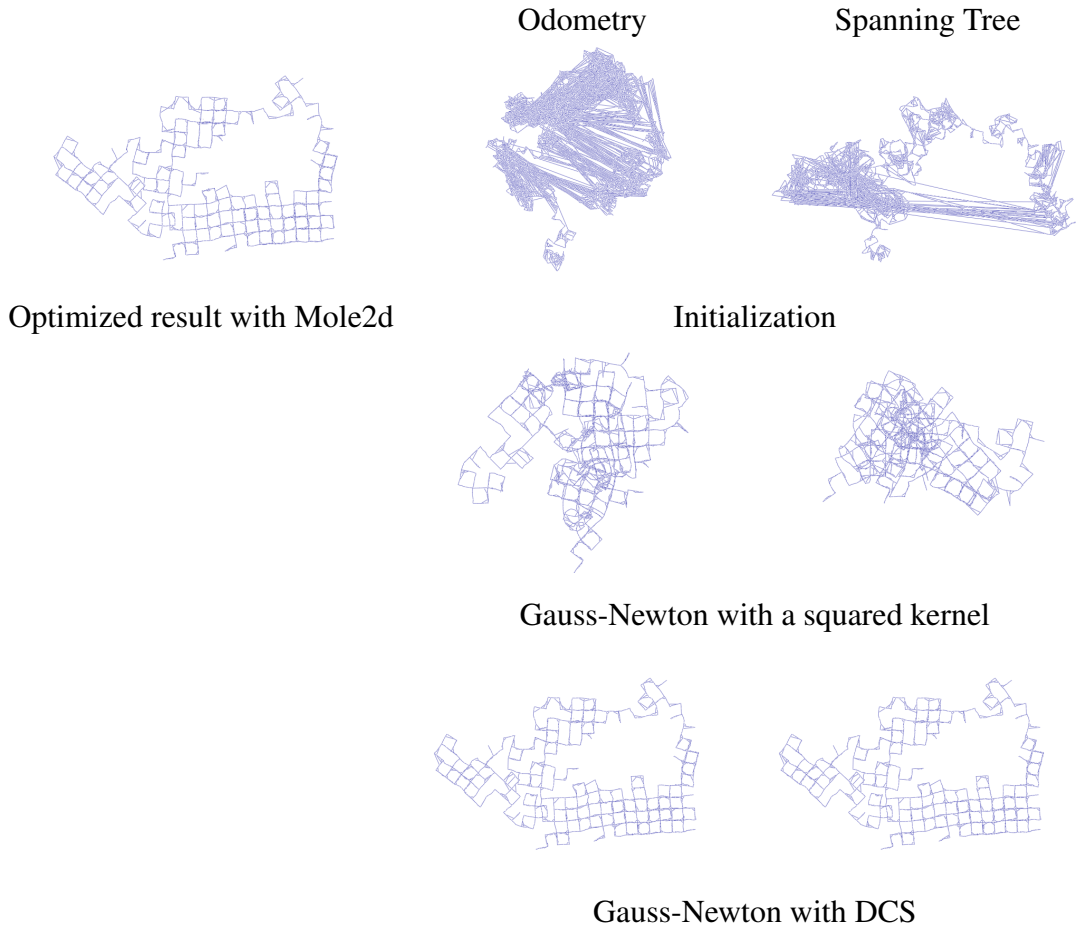 Odometry
Spanning Tree
Optimized result with Mole2d
Initialization
Gauss-Newton with a squared kernel
Gauss-Newton with DCS